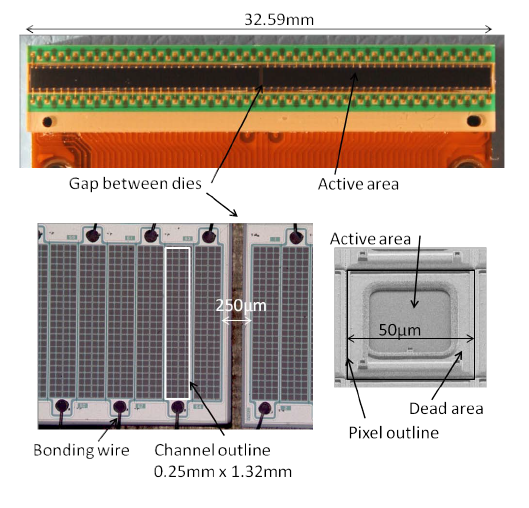 32.59mm
Gap between dies
Active area
Active area
250μm
50μm
Dead area
Pixel outline
Bonding wire
Channel outline
0.25mm x 1.32mm